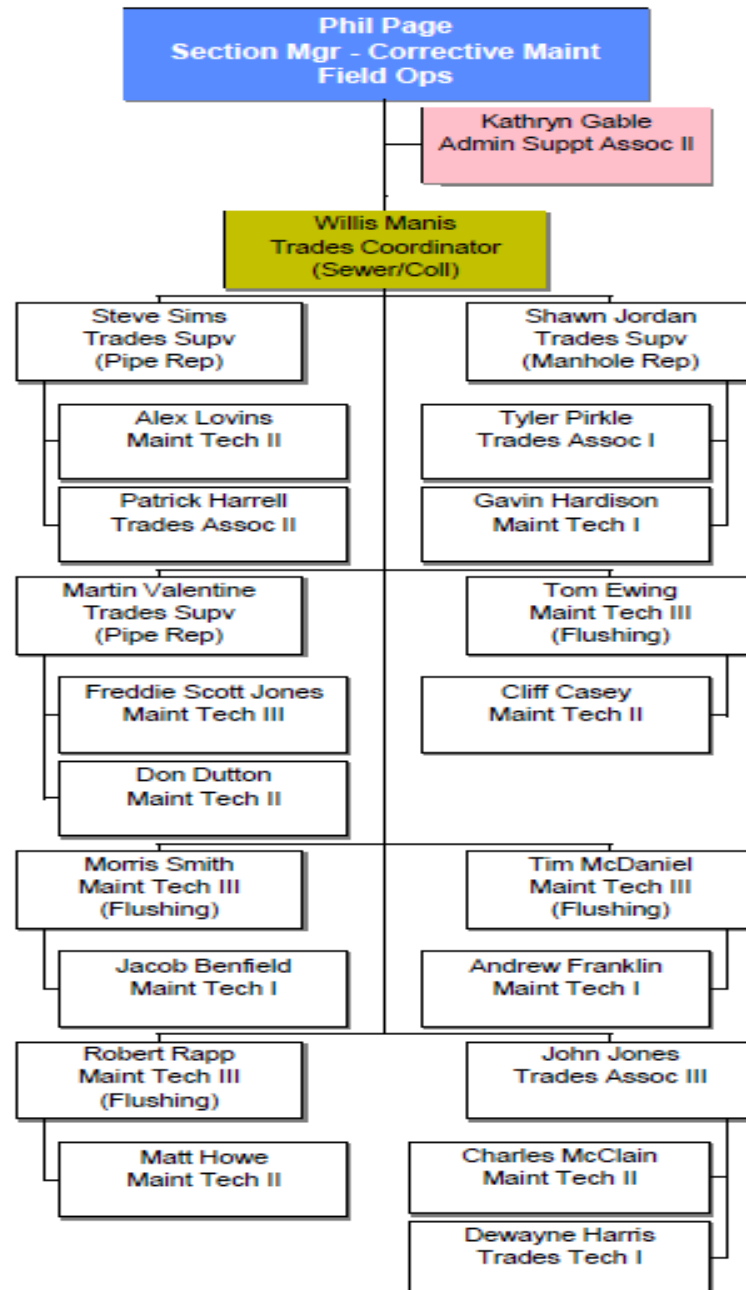 Phil Page
Section Mgr - Corrective Maint
Field Ops
Kathryn Gable
Admin Suppt Assoc II
Willis Manis
Trades Coordinator
(Sewer/Coll)
Steve Sims
Trades Supv
(Pipe Rep)
Alex Lovins
Maint Tech II
Patrick Harrell
Trades Assoc II
Shawn Jordan
Trades Supv
(Manhole Rep)
Tyler Pirkle
Trades Assoc I
Gavin Hardison
Maint Tech I
Martin Valentine
Trades Supv
(Pipe Rep)
Freddie Scott Jones
Maint Tech III
Don Dutton
Maint Tech II
Tom Ewing
Maint Tech III
(Flushing)
Cliff Casey
Maint Tech II
Morris Smith
Maint Tech III
(Flushing)
Jacob Benfield
Maint Tech I
Tim McDaniel
Maint Tech III
(Flushing)
Andrew Franklin
Maint Tech I
Robert Rapp
Maint Tech III
(Flushing)
Matt Howe
Maint Tech II
John Jones
Trades Assoc III
Charles McClain
Maint Tech II
Dewayne Harris
Trades Tech I